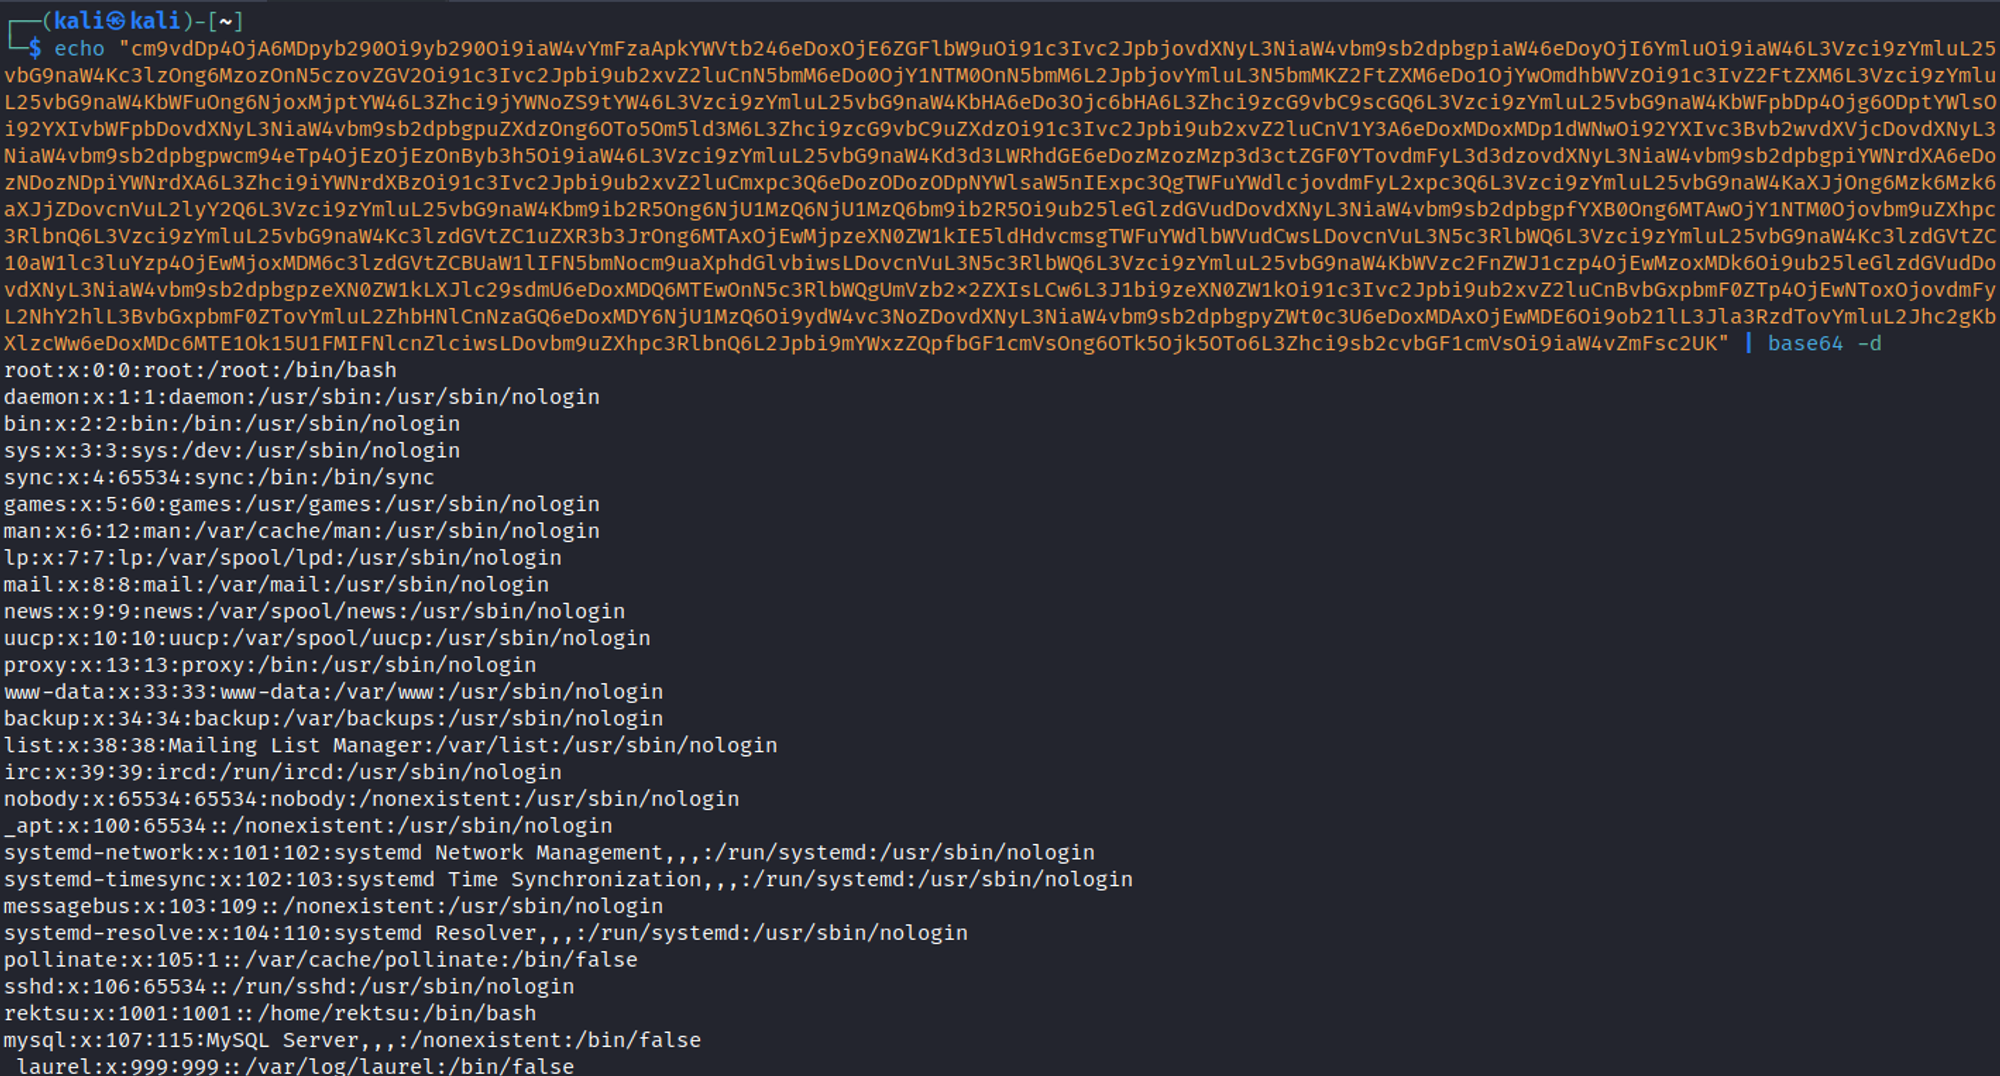 ┌──(kali㉿kali)-[~]
└─$ echo "cm9vdDp4OjA6MDpyb290Oi9yb290Oi9iaW4vYmFzaApkYWVtb246eDoxOjE6ZGFlbW9uOi91c3Ivc2JpbjovdXNyL3NiaW4vbm9sb2dpbgpiaW46eDoyOjI6YmluOi9iaW46L3Vzci9zYmluL25
vbG9naW4Kc3lzOng6MzozOnN5czovZGV2Oi91c3Ivc2Jpbi9ub2xvZ2luCnN5bmM6eDo0OjY1NTM0OnN5bmM6L2JpbjovYmluL3N5bmMKZ2FtZXM6eDo1OjYwOmdhbWVzOi91c3IvZ2FtZXM6L3Vzci9zYmlu
L25vbG9naW4KbWFuOng6NjoxMjptYW46L3Zhci9jYWNoZS9tYW46L3Vzci9zYmluL25vbG9naW4KbHA6eDo3Ojc6bHA6L3Zhci9zcG9vbC9scGQ6L3Vzci9zYmluL25vbG9naW4KbWFpbDp4Ojg6ODptYWlsO
i92YXIvbWFpbDovdXNyL3NiaW4vbm9sb2dpbgpuZXdzOng6OTo5Om5ld3M6L3Zhci9zcG9vbC9uZXdzOi91c3Ivc2Jpbi9ub2xvZ2luCnV1Y3A6eDoxMDoxMDp1dWNwOi92YXIvc3Bvb2wvdXVjcDovdXNyL3
NiaW4vbm9sb2dpbgpwcm94eTp4OjEzOjEzOnByb3h5Oi9iaW46L3Vzci9zYmluL25vbG9naW4Kd3d3LWRhdGE6eDozMzozMzp3d3ctZGF0YTovdmFyL3d3dzovdXNyL3NiaW4vbm9sb2dpbgpiYWNrdXA6eDo
zNDozNDpiYWNrdXA6L3Zhci9iYWNrdXBzOi91c3Ivc2Jpbi9ub2xvZ2luCmxpc3Q6eDozODozODpNYWlsaW5nIExpc3QgTWFuYWdlcjovdmFyL2xpc3Q6L3Vzci9zYmluL25vbG9naW4KaXJjOng6Mzk6Mzk6
aXJjZDovcnVuL2lyY2Q6L3Vzci9zYmluL25vbG9naW4Kbm9ib2R5Ong6NjU1MzQ6NjU1MzQ6bm9ib2R5Oi9ub25leGlzdGVudDovdXNyL3NiaW4vbm9sb2dpbgpfYXB0Ong6MTAwOjY1NTM0Ojovbm9uZXhpc
3RlbnQ6L3Vzci9zYmluL25vbG9naW4Kc3lzdGVtZC1uZXR3b3JrOng6MTAxOjEwMjpzeXN0ZW1kIE5ldHdvcmsgTWFuYWdlbWVudCwsLDovcnVuL3N5c3RlbWQ6L3Vzci9zYmluL25vbG9naW4Kc3lzdGVtZC
10aW1lc3luYzp4OjEwMjoxMDM6c3lzdGVtZCBUaW1lIFN5bmNocm9uaXphdGlvbiwsLDovcnVuL3N5c3RlbWQ6L3Vzci9zYmluL25vbG9naW4KbWVzc2FnZWJ1czp4OjEwMzoxMDk6Oi9ub25leGlzdGVudDo
vdXNyL3NiaW4vbm9sb2dpbgpzeXN0ZW1kLXJlc29sdmU6eDoxMDQ6MTEwOnN5c3RlbWQgUmVzb2x2ZXIsLCw6L3J1bi9zeXN0ZW1kOi91c3Ivc2Jpbi9ub2xvZ2luCnBvbGxpbmF0ZTp4OjEwNToxOjovdmFy
L2NhY2hlL3BvbGxpbmF0ZTovYmluL2ZhbHNlCnNzaGQ6eDoxMDY6NjU1MzQ6Oi9ydW4vc3NoZDovdXNyL3NiaW4vbm9sb2dpbgpyZWt0c3U6eDoxMDAxOjEwMDE6Oi9ob21lL3Jla3RzdTovYmluL2Jhc2gKb
XlzcWw6eDoxMDc6MTE1Ok15U1FMIFNlcnZlciwsLDovbm9uZXhpc3RlbnQ6L2Jpbi9mYWxzZQpfbGF1cmVsOng6OTk5Ojk5OTo6L3Zhci9sb2cvbGF1cmVsOi9iaW4vZmFsc2UK" | base64 -d
root:x:0:0:root:/root:/bin/bash
daemon:x:1:1:daemon:/usr/sbin:/usr/sbin/nologin
bin:x:2:2:bin:/bin:/usr/sbin/nologin
sys:x:3:3:sys:/dev:/usr/sbin/nologin
sync:x:4:65534:sync:/bin:/bin/sync
games:x:5:60:games:/usr/games:/usr/sbin/nologin
man:x:6:12:man:/var/cache/man:/usr/sbin/nologin
lp:x:7:7:lp:/var/spool/lpd:/usr/sbin/nologin
mail:x:8:8:mail:/var/mail:/usr/sbin/nologin
news:x:9:9:news:/var/spool/news:/usr/sbin/nologin
uucp:x:10:10:uucp:/var/spool/uucp:/usr/sbin/nologin
proxy:x:13:13:proxy:/bin:/usr/sbin/nologin
www-data:x:33:33:www-data:/var/www:/usr/sbin/nologin
backup:x:34:34:backup:/var/backups:/usr/sbin/nologin
list:x:38:38:Mailing List Manager:/var/list:/usr/sbin/nologin
irc:x:39:39:ircd:/run/ircd:/usr/sbin/nologin
nobody:x:65534:65534:nobody:/nonexistent:/usr/sbin/nologin
_apt:x:100:65534::/nonexistent:/usr/sbin/nologin
systemd-network:x:101:102:systemd Network Management,,,:/run/systemd:/usr/sbin/nologin
systemd-timesync:x:102:103:systemd Time Synchronization,,,:/run/systemd:/usr/sbin/nologin
messagebus:x:103:109::/nonexistent:/usr/sbin/nologin
systemd-resolve:x:104:110:systemd Resolver,,,:/run/systemd:/usr/sbin/nologin
pollinate:x:105:1::/var/cache/pollinate:/bin/false
sshd:x:106:65534::/run/sshd:/usr/sbin/nologin
rektsu:x:1001:1001::/home/rektsu:/bin/bash
mysql:x:107:115:MySQL Server,,,:/nonexistent:/bin/false
_laurel:x:999:999::/var/log/laurel:/bin/false